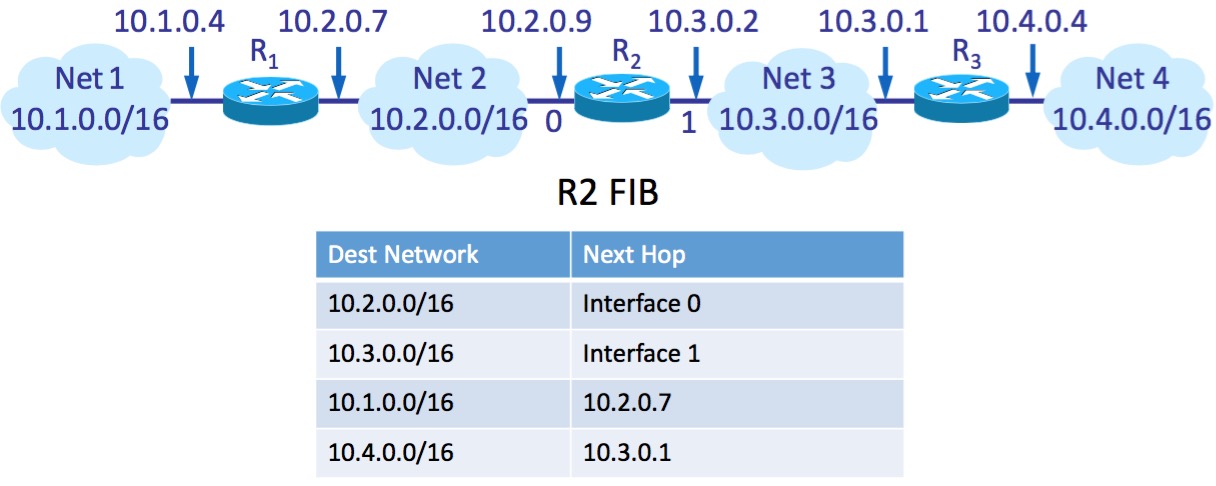 10.1.0.4 10.2.0.7 10.2.0.9 10.3.0.2 10.3.0.1 10.4.0.4
R1 R2 R3
Net 1 Net 2 Net 3 Net 4
10.1.0.0/16 10.2.0.0/16 0 1 10.3.0.0/16 10.4.0.0/16
R2 FIB
Dest Network Next Hop
10.2.0.0/16 Interface 0
10.3.0.0/16 Interface 1
10.1.0.0/16 10.2.0.7
10.4.0.0/16 10.3.0.1